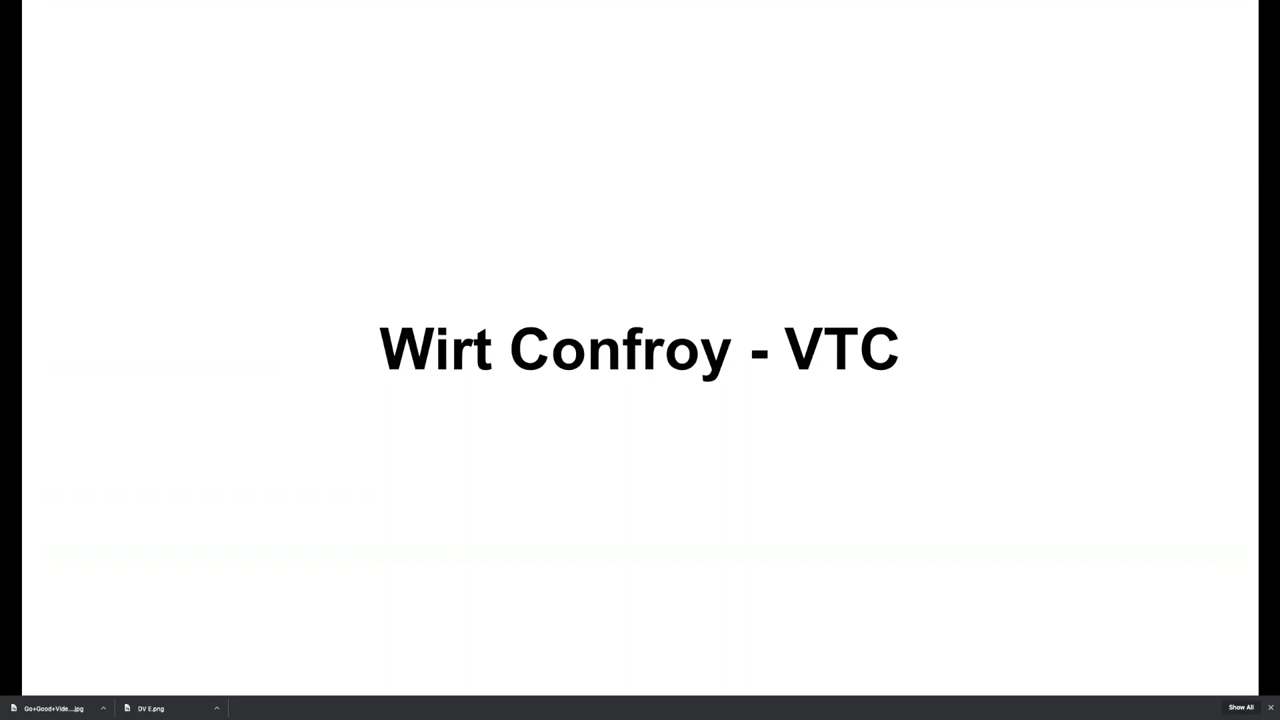 Wirt Confroy - VTC
Go+Good+Vide....jpg
DV E.png
Show All